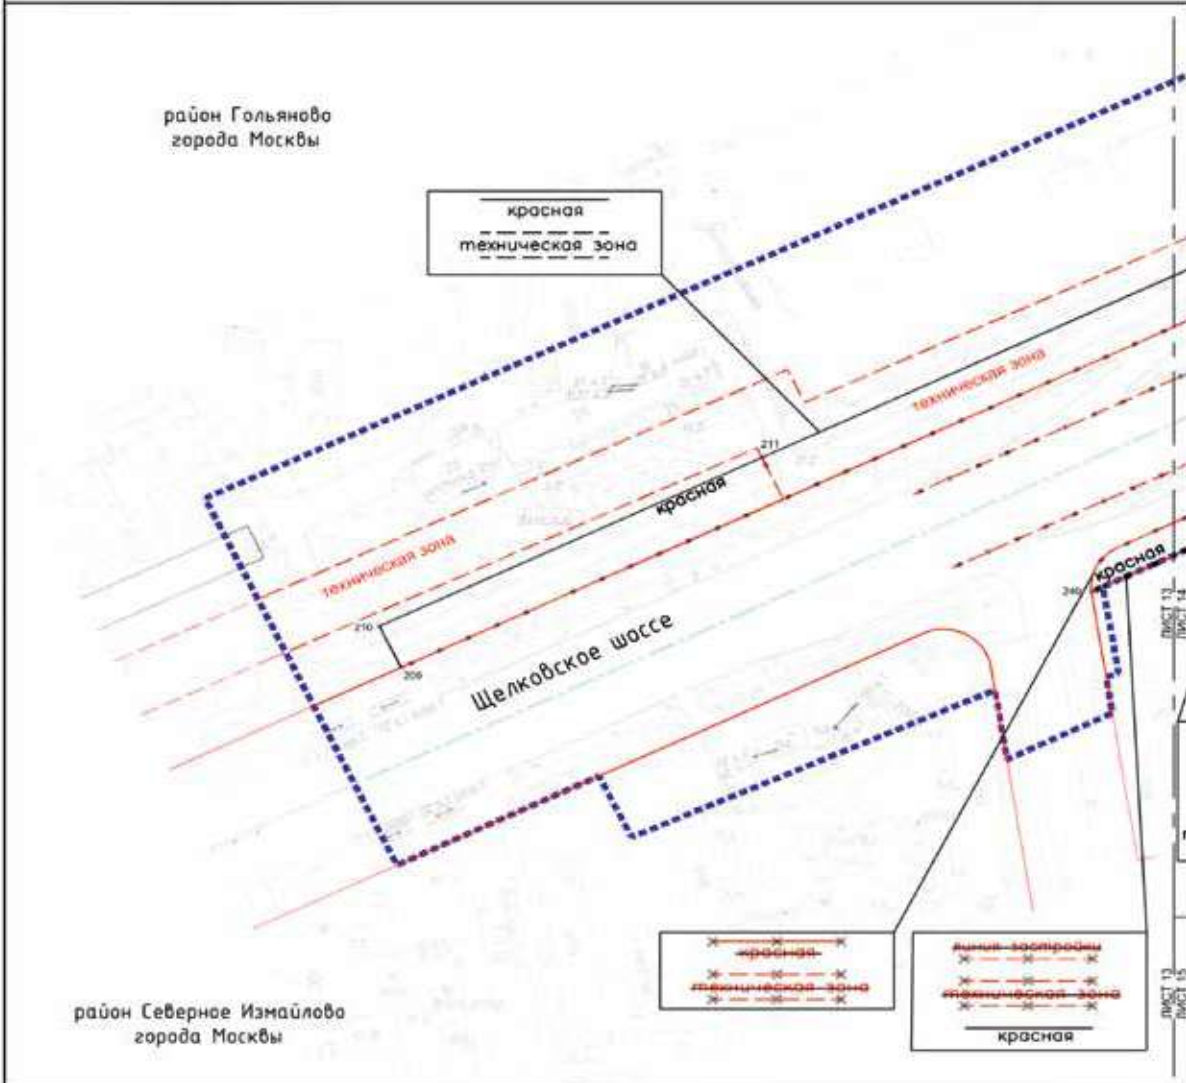 район Гольяново
города Москвы
красная
техническая зона
техническая зона
211
красная
техническая зона
красная
240
210
209
Щелковское шоссе
ЛИСТ 13
ЛИСТ 14
красная
техническая зона
линия застройки
техническая зона
красная
ЛИСТ 13
ЛИСТ 15
район Северное Измайлово
города Москвы